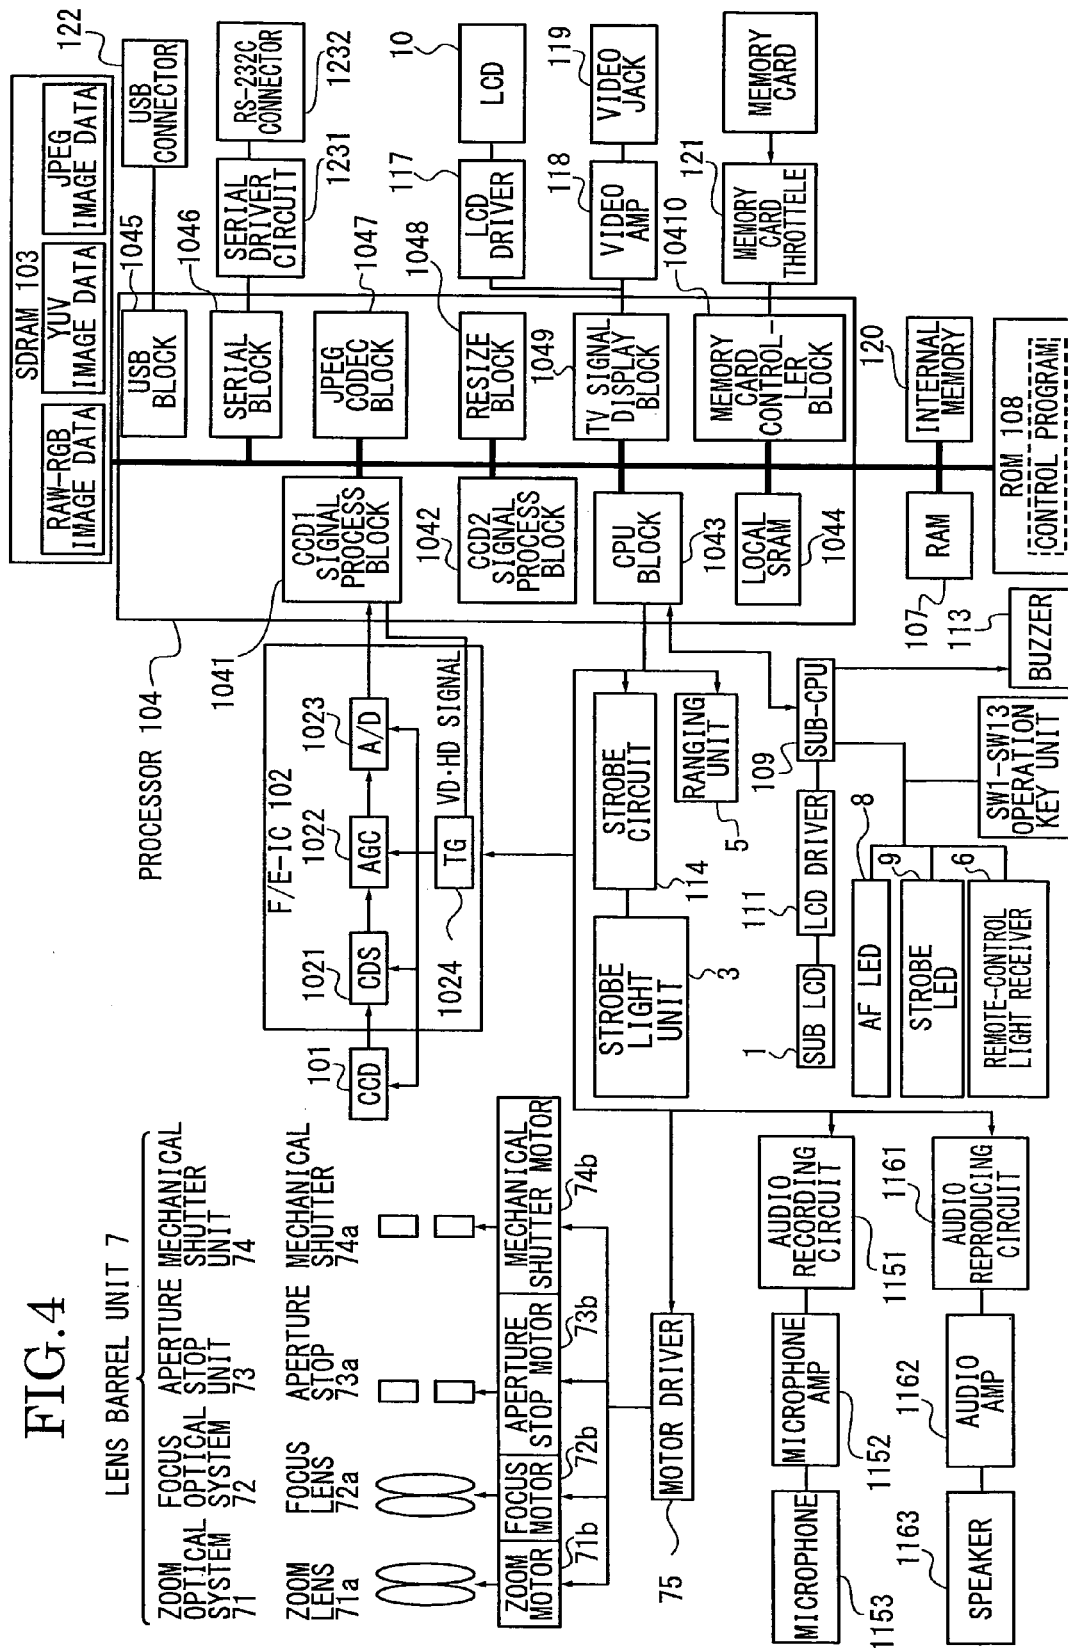 FIG.4
LENS BARREL UNIT 7
ZOOM
OPTICAL
SYSTEM
71
FOCUS
OPTICAL
SYSTEM
72
APERTURE
STOP
UNIT
73
MECHANICAL
SHUTTER
UNIT
74
ZOOM
LENS
71a
FOCUS
LENS
72a
APERTURE
STOP
73a
MECHANICAL
SHUTTER
74a
ZOOM
MOTOR
71b
FOCUS
MOTOR
72b
APERTURE
STOP MOTOR
73b
MECHANICAL
SHUTTER MOTOR
74b
MOTOR DRIVER
75
MICROPHONE
1153
MICROPHONE
AMP
1152
AUDIO
RECORDING
CIRCUIT
1151
SPEAKER
1163
AUDIO
AMP
1162
AUDIO
REPRODUCING
CIRCUIT
1161
PROCESSOR 104
F/E-IC 102
101
CCD
1021
CDS
1022
AGC
1023
A/D
TG
1024
VD·HD SIGNAL
STROBE
LIGHT
UNIT
3
STROBE
CIRCUIT
114
RANGING
UNIT
5
SUB LCD
1
LCD DRIVER
111
SUB-CPU
109
AF LED
8
STROBE
LED
9
REMOTE-CONTROL
LIGHT RECEIVER
6
SW1-SW13
OPERATION
KEY UNIT
BUZZER
113
SDRAM 103
RAW-RGB
IMAGE DATA
YUV
IMAGE DATA
JPEG
IMAGE DATA
1041
CCD1
SIGNAL
PROCESS
BLOCK
1042
CCD2
SIGNAL
PROCESS
BLOCK
CPU
BLOCK
1043
LOCAL
SRAM
1044
USB
BLOCK
1045
SERIAL
BLOCK
1046
JPEG
CODEC
BLOCK
1047
RESIZE
BLOCK
1048
TV SIGNAL
DISPLAY
BLOCK
1049
MEMORY
CARD
CONTROL-
LER
BLOCK
10410
USB
CONNECTOR
122
SERIAL
DRIVER
CIRCUIT
1231
RS-232C
CONNECTOR
1232
LCD
DRIVER
117
LCD
10
VIDEO
AMP
118
VIDEO
JACK
119
MEMORY
CARD
THROTTELE
121
MEMORY
CARD
RAM
107
INTERNAL
MEMORY
120
ROM 108
CONTROL PROGRAM